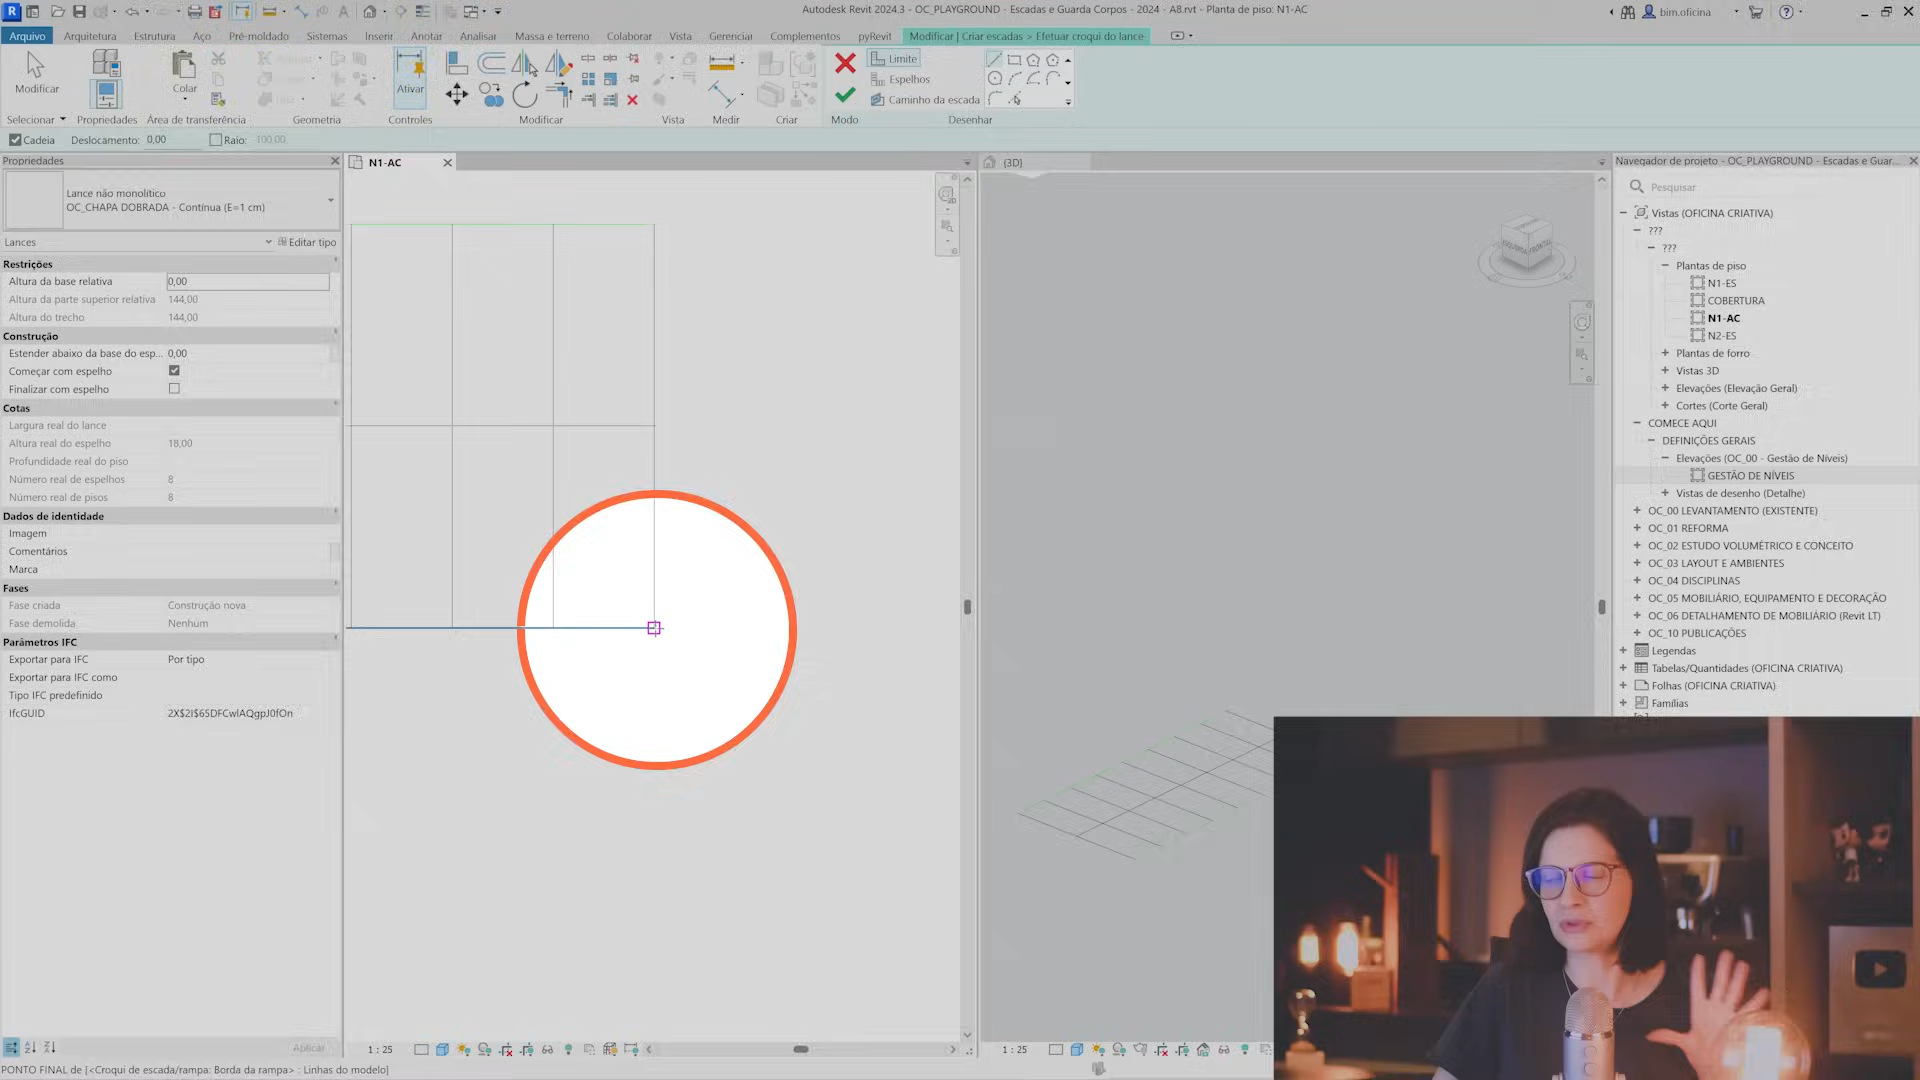 Autodesk Revit 2024.3 - OC_PLAYGROUND - Escadas e Guarda Corpos - 2024 - A8.rvt - Planta de piso: N1-AC
bim.oficina
Arquivo Arquitetura Estrutura Aço Pré-moldado Sistemas Inserir Anotar Analisar Massa e terreno Colaborar Vista Gerenciar Complementos pyRevit Modificar | Criar escadas > Efetuar croqui do lance
Modificar
Colar
Ativar
Limite
Espelhos
Caminho da escada
Selecionar Propriedades Área de transferência Geometria Controles Modificar Vista Medir Criar Modo Desenhar
Cadeia Deslocamento: 0,00 Raio: 100,00
Propriedades
Lance não monolítico
OC_CHAPA DOBRADA - Contínua (E=1 cm)
Lances Editar tipo
Restrições
Altura da base relativa 0,00
Altura da parte superior relativa 144,00
Altura do trecho 144,00
Construção
Estender abaixo da base do esp... 0,00
Começar com espelho
Finalizar com espelho
Cotas
Largura real do lance
Altura real do espelho 18,00
Profundidade real do piso
Número real de espelhos 8
Número real de pisos 8
Dados de identidade
Imagem
Comentários
Marca
Fases
Fase criada Construção nova
Fase demolida Nenhum
Parâmetros IFC
Exportar para IFC Por tipo
Exportar para IFC como
Tipo IFC predefinido
IfcGUID 2X$2I$65DFCwlAQgpJ0fOn
Aplicar
PONTO FINAL de [<Croqui de escada/rampa: Borda da rampa> : Linhas do modelo]
N1-AC
1 : 25
(3D)
ESQUERDA FRONTAL
1 : 25
Navegador de projeto - OC_PLAYGROUND - Escadas e Guar...
Pesquisar
Vistas (OFICINA CRIATIVA)
???
???
Plantas de piso
N1-ES
COBERTURA
N1-AC
N2-ES
Plantas de forro
Vistas 3D
Elevações (Elevação Geral)
Cortes (Corte Geral)
COMECE AQUI
DEFINIÇÕES GERAIS
Elevações (OC_00 - Gestão de Níveis)
GESTÃO DE NÍVEIS
Vistas de desenho (Detalhe)
OC_00 LEVANTAMENTO (EXISTENTE)
OC_01 REFORMA
OC_02 ESTUDO VOLUMÉTRICO E CONCEITO
OC_03 LAYOUT E AMBIENTES
OC_04 DISCIPLINAS
OC_05 MOBILIÁRIO, EQUIPAMENTO E DECORAÇÃO
OC_06 DETALHAMENTO DE MOBILIÁRIO (Revit LT)
OC_10 PUBLICAÇÕES
Legendas
Tabelas/Quantidades (OFICINA CRIATIVA)
Folhas (OFICINA CRIATIVA)
Famílias